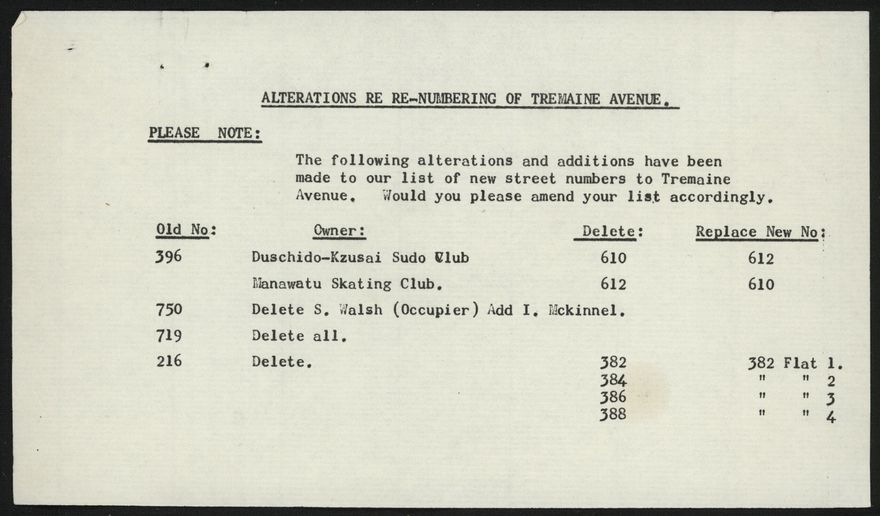 ALTERATIONS RE RE-NUMBERING OF TREMAINE AVENUE.
PLEASE NOTE:
The following alterations and additions have been
made to our list of new street numbers to Tremaine
Avenue. Would you please amend your list accordingly.
Old No: Owner: Delete: Replace New No:
396 Duschido-Kzusai Sudo Club 610 612
Manawatu Skating Club. 612 610
750 Delete S. Walsh (Occupier) Add I. Mckinnel.
719 Delete all.
216 Delete. 382 382 Flat 1.
384 " " 2
386 " " 3
388 " " 4